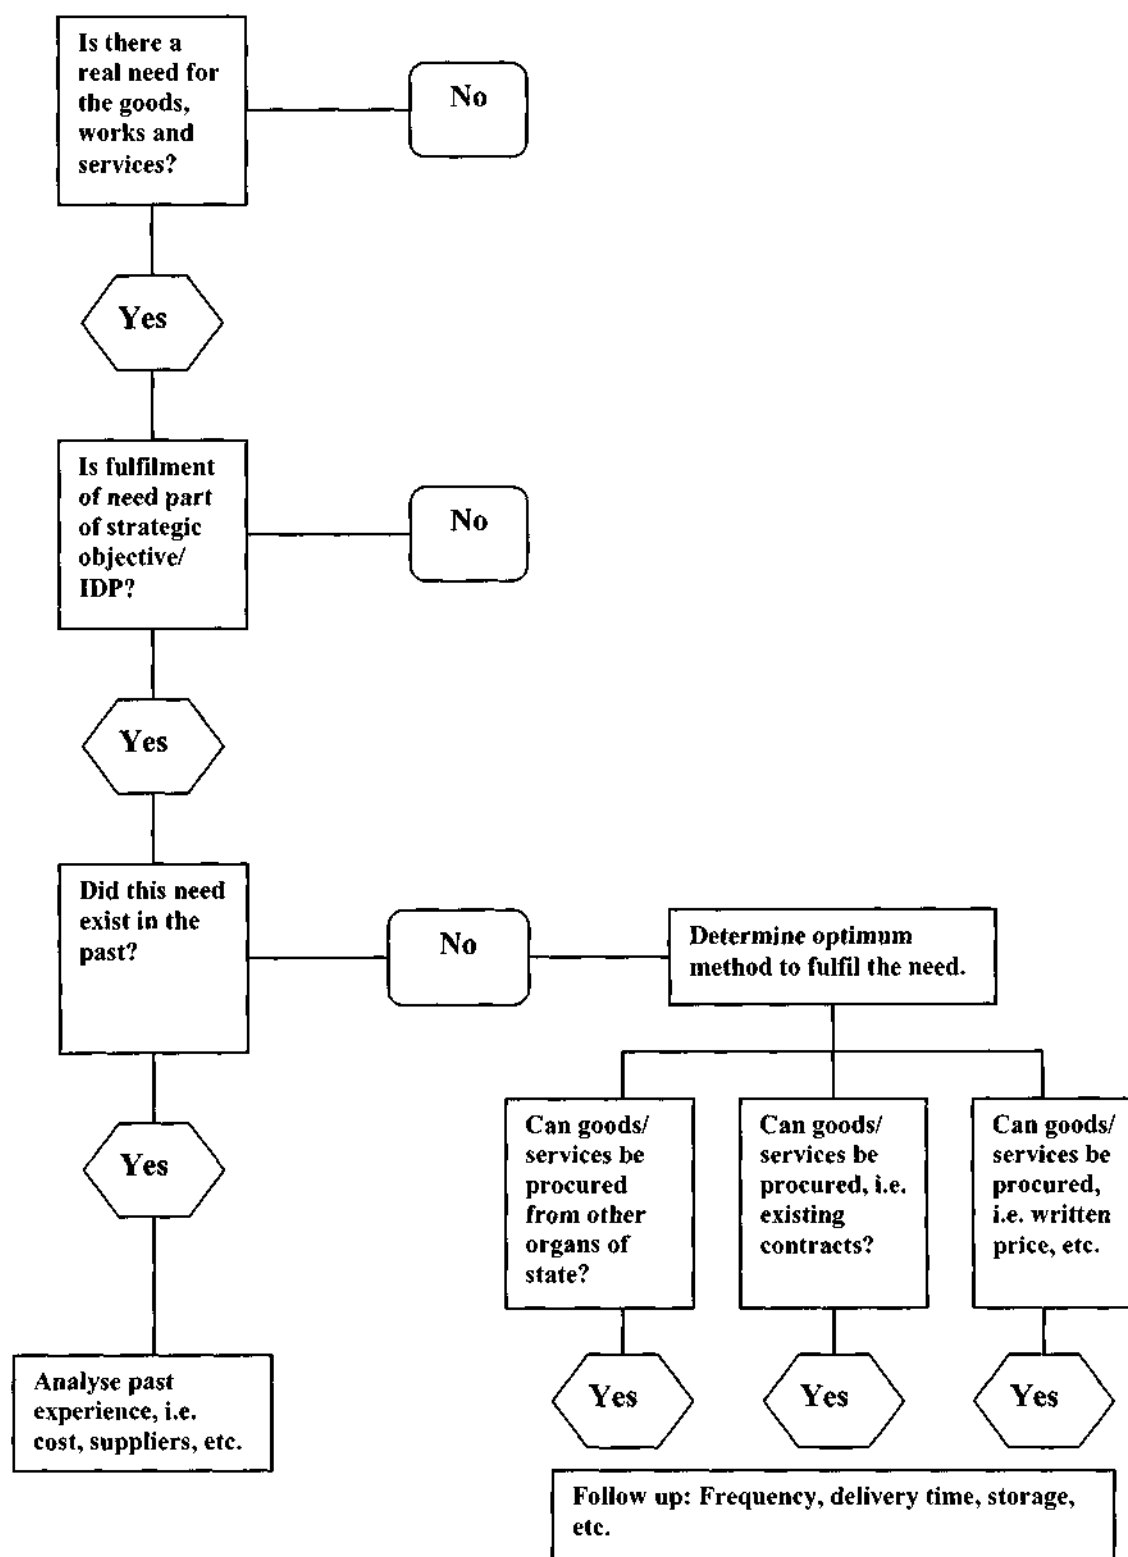 Is there a
real need for
the goods,
works and
services?
No
Yes
Is fulfilment
of need part
of strategic
objective/
IDP?
No
Yes
Did this need
exist in the
past?
No
Determine optimum
method to fulfil the need.
Yes
Can goods/
services be
procured
from other
organs of
state?
Can goods/
services be
procured, i.e.
existing
contracts?
Can goods/
services be
procured,
i.e. written
price, etc.
Analyse past
experience, i.e.
cost, suppliers, etc.
Yes
Yes
Yes
Follow up: Frequency, delivery time, storage,
etc.